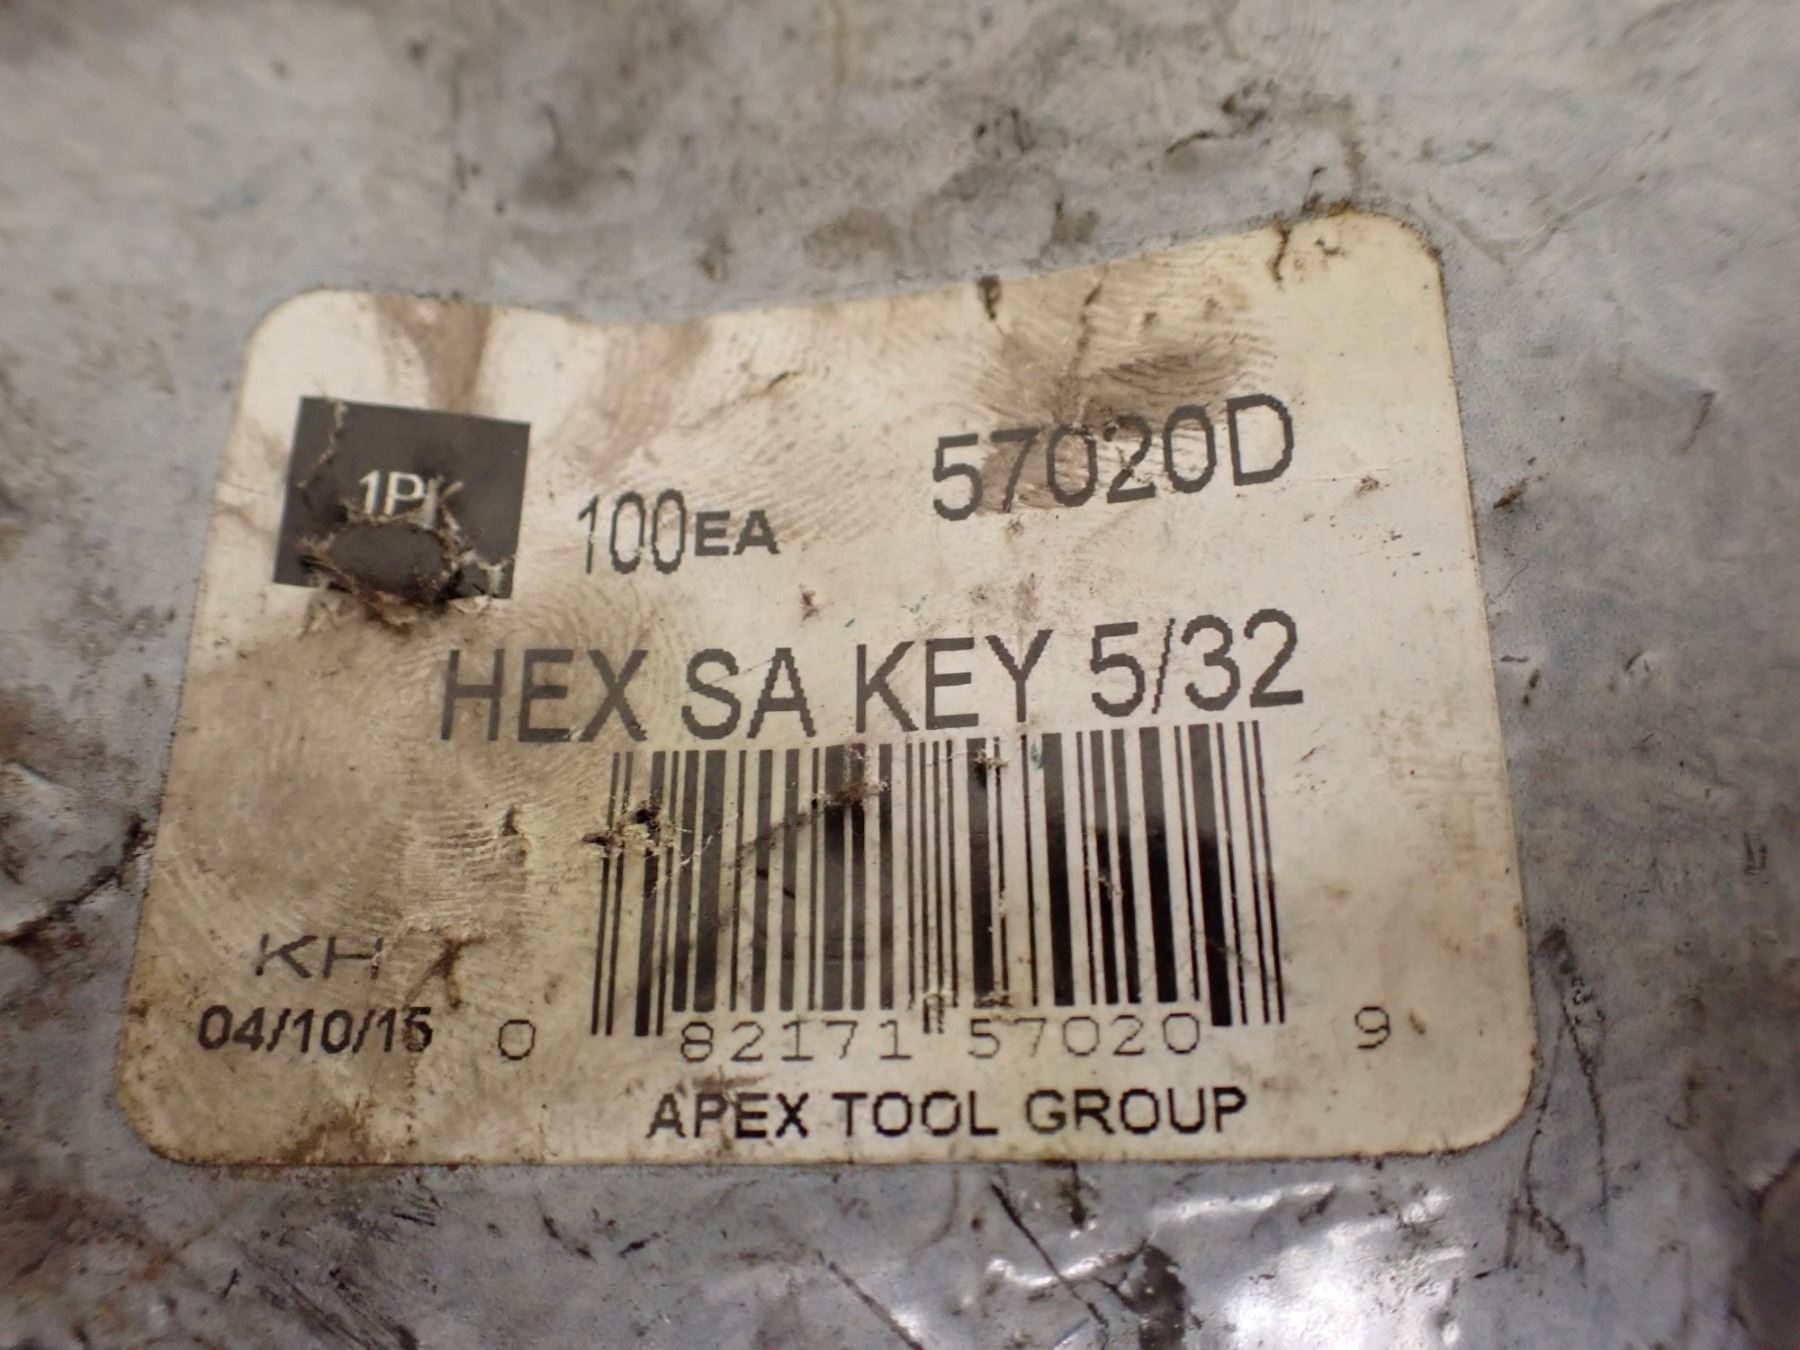 57020D
1PK 100EA
HEX SA KEY 5/32
KH
04/10/15
0 82171 57020 9
APEX TOOL GROUP